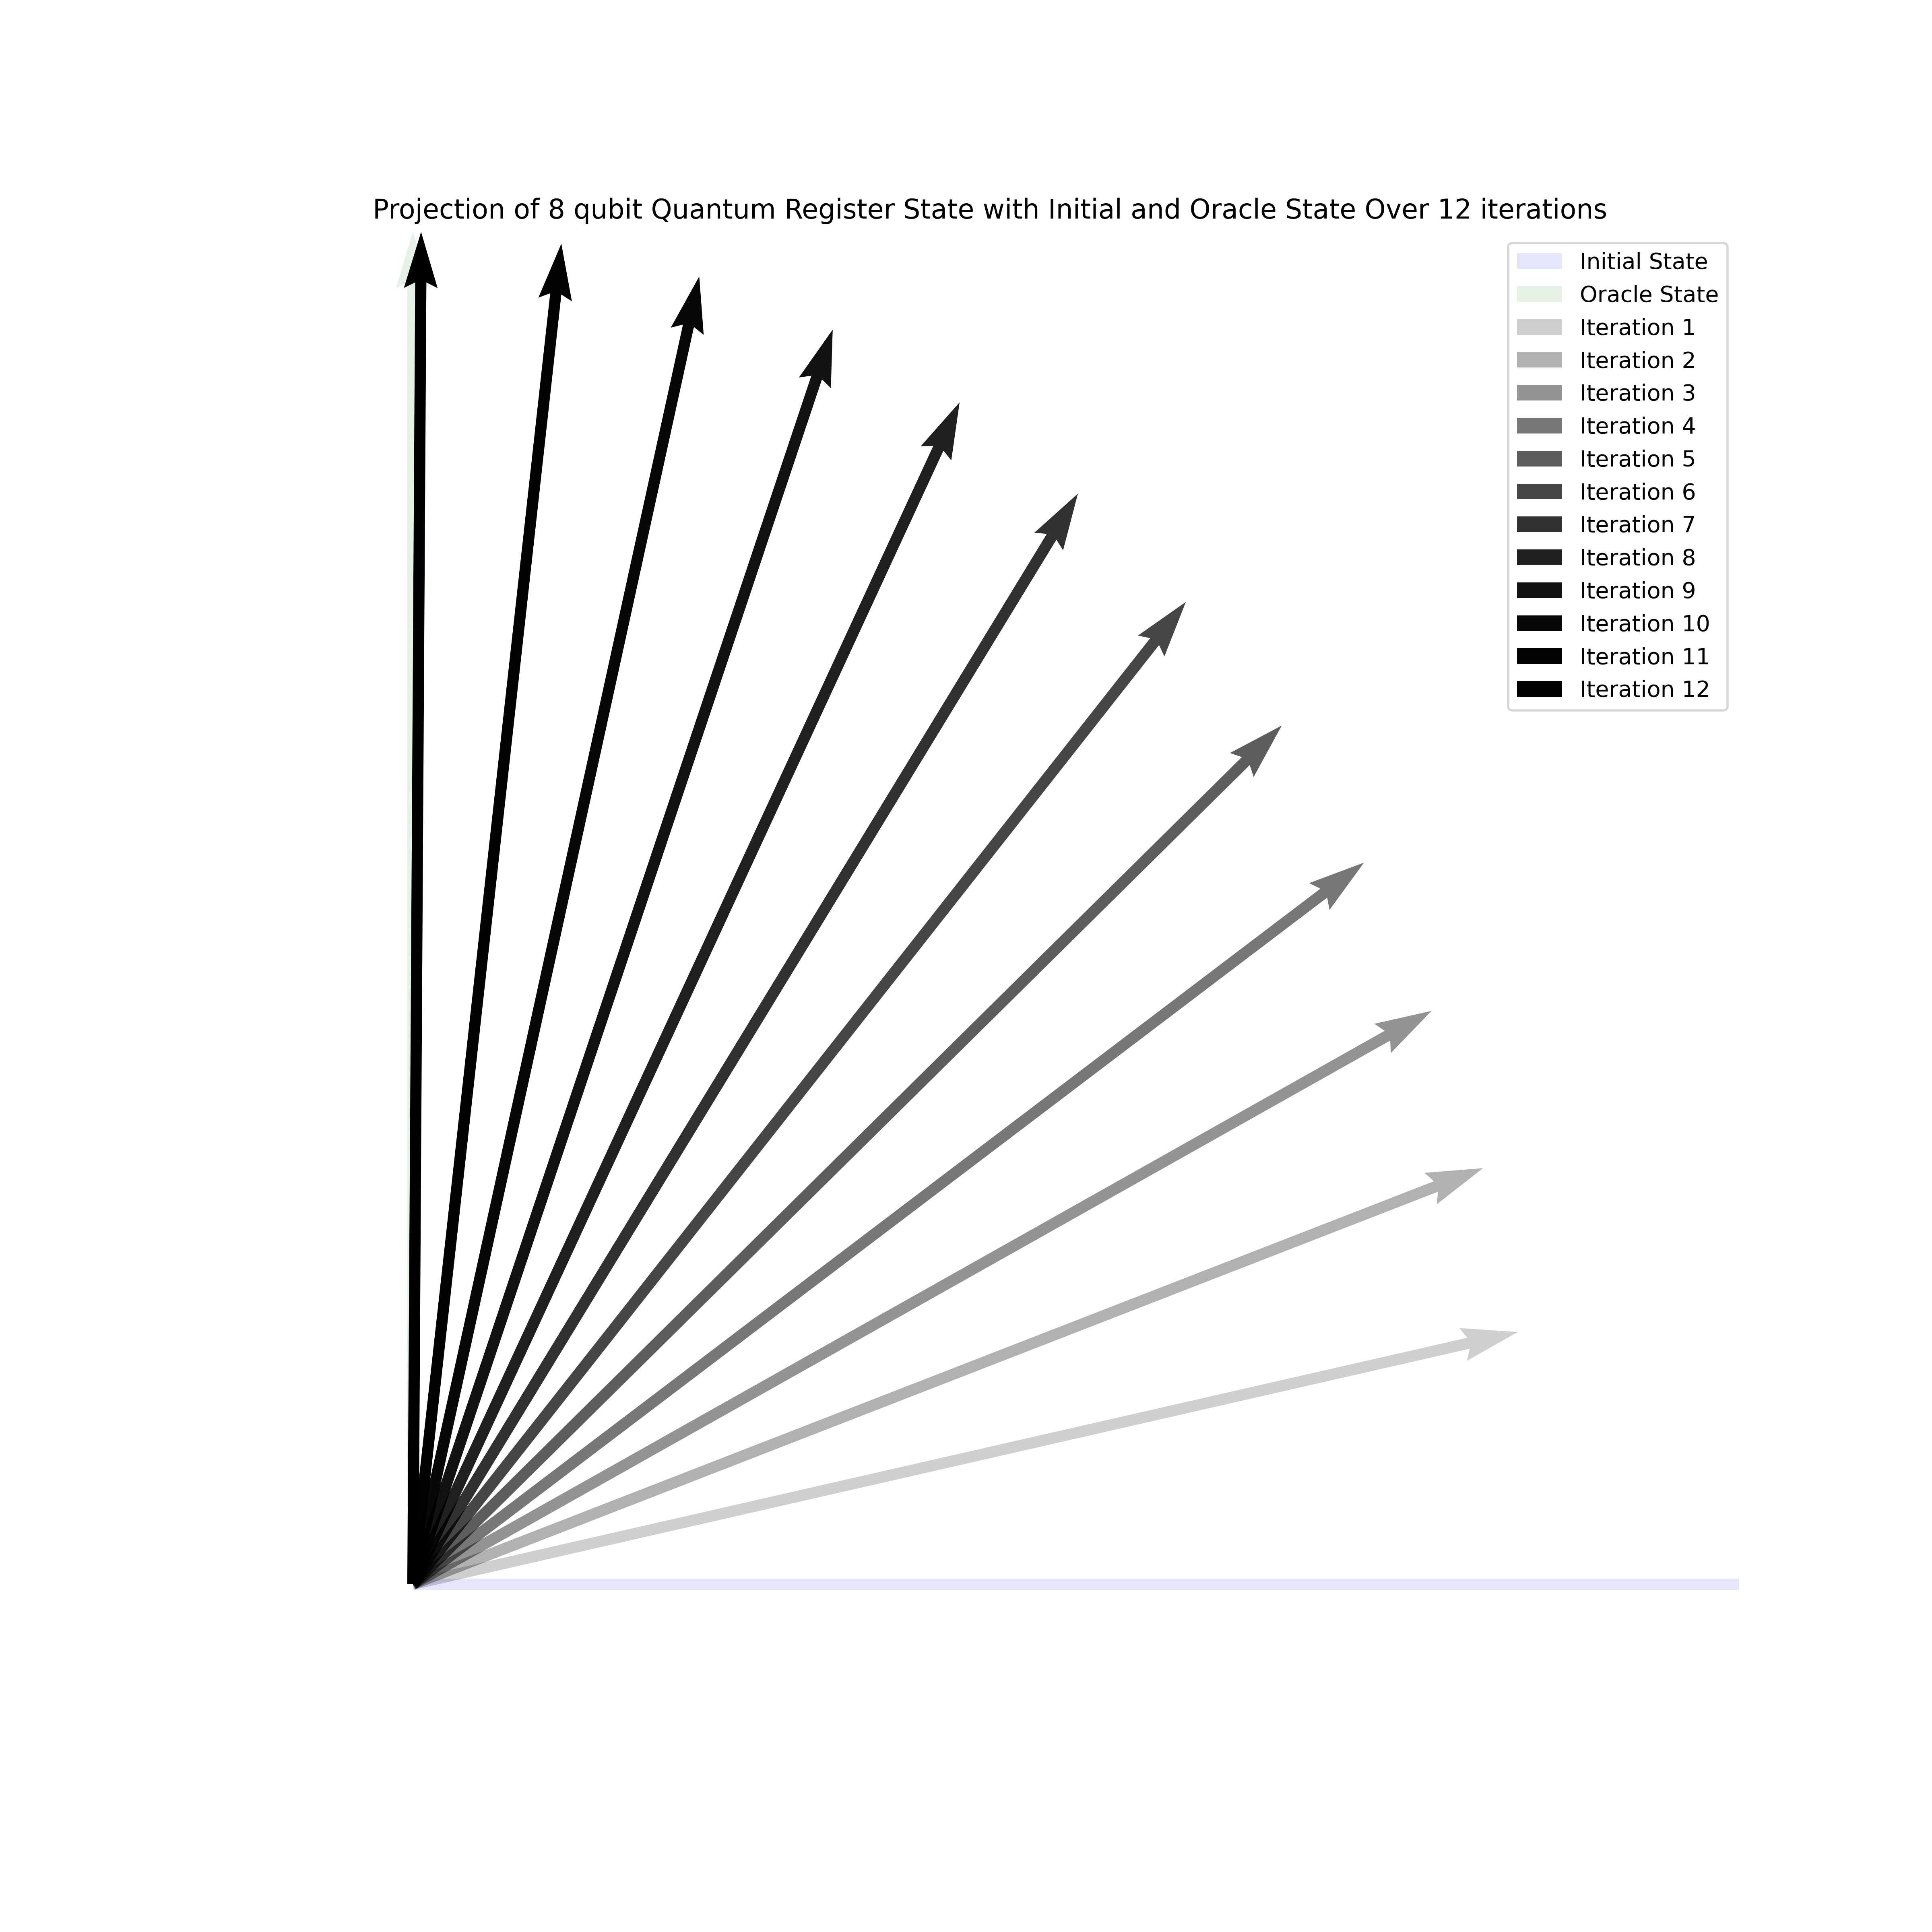 Projection of 8 qubit Quantum Register State with Initial and Oracle State Over 12 iterations
Initial State
Oracle State
Iteration 1
Iteration 2
Iteration 3
Iteration 4
Iteration 5
Iteration 6
Iteration 7
Iteration 8
Iteration 9
Iteration 10
Iteration 11
Iteration 12